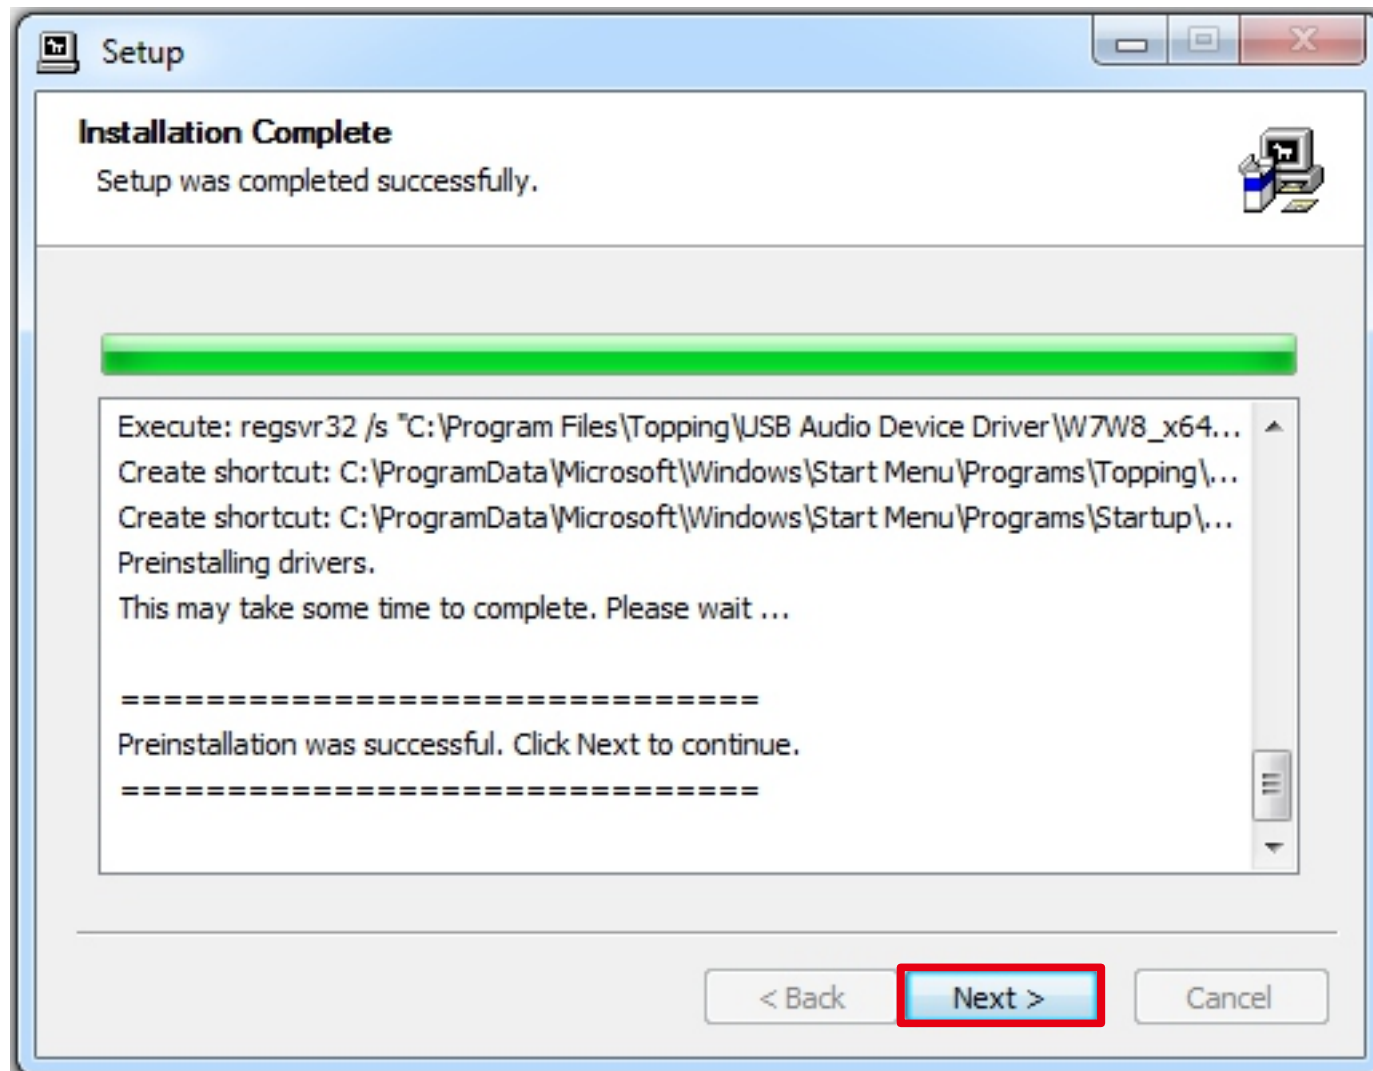 Setup
Installation Complete
Setup was completed successfully.
Execute: regsvr32 /s "C:\Program Files\Topping\USB Audio Device Driver\W7W8_x64...
Create shortcut: C:\ProgramData\Microsoft\Windows\Start Menu\Programs\Topping\...
Create shortcut: C:\ProgramData\Microsoft\Windows\Start Menu\Programs\Startup\...
Preinstalling drivers.
This may take some time to complete. Please wait ...
==============================
Preinstallation was successful. Click Next to continue.
==============================
< Back Next > Cancel